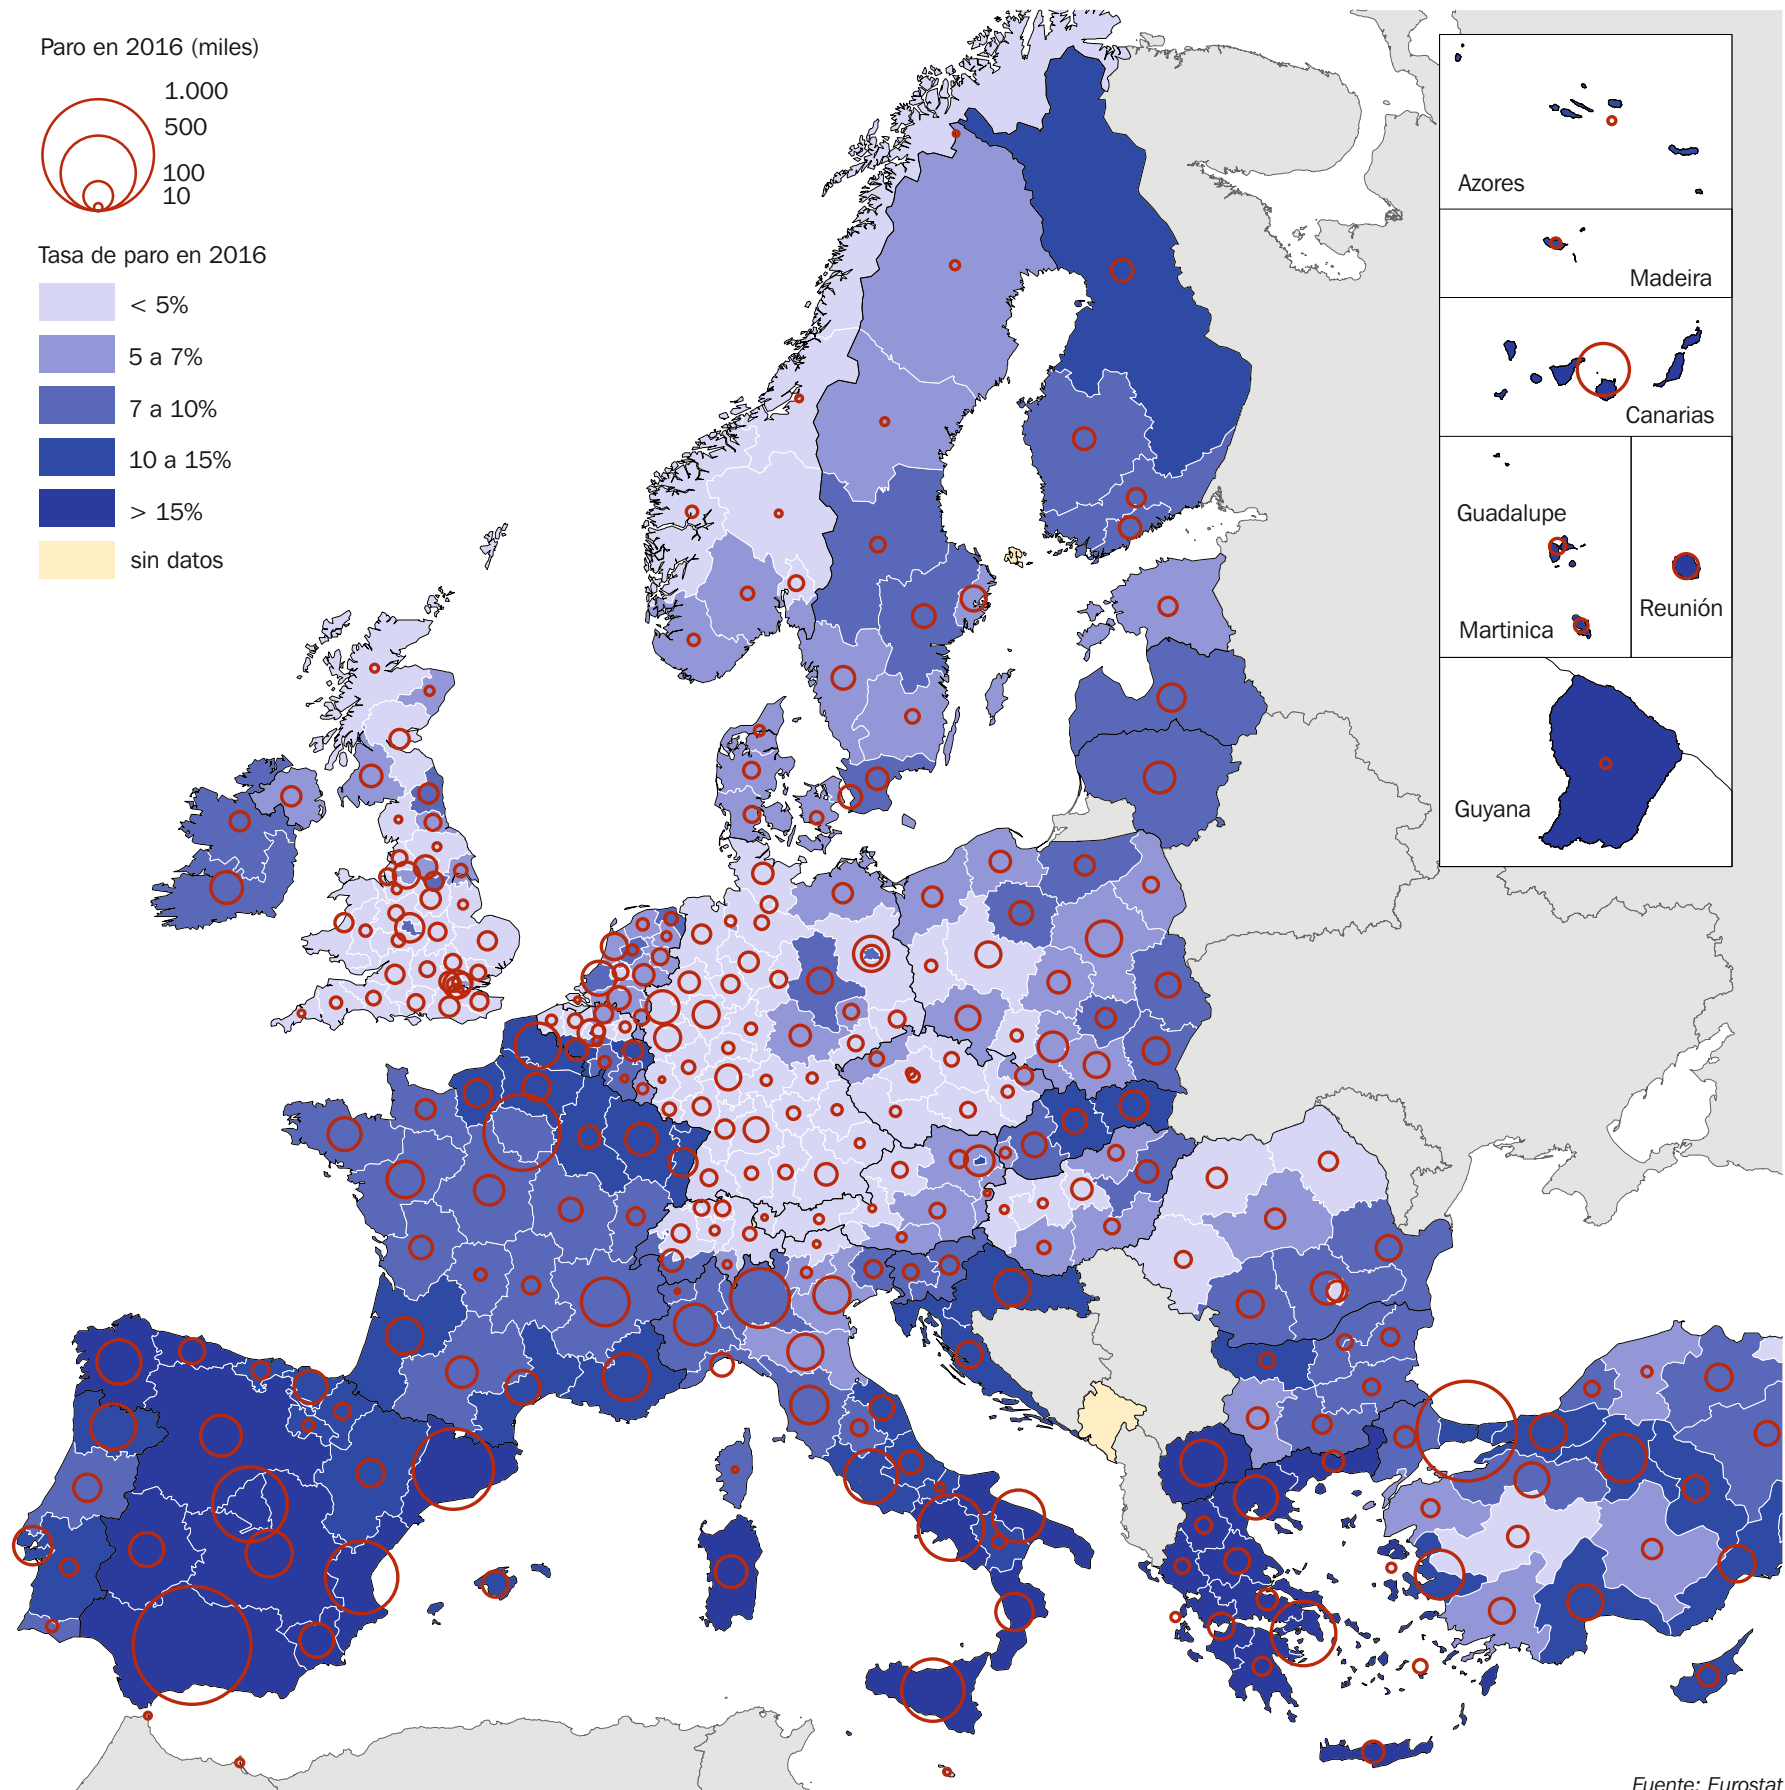 Paro en 2016 (miles)
1.000
500
100
10
Tasa de paro en 2016
< 5%
5 a 7%
7 a 10%
10 a 15%
> 15%
sin datos
Azores
Madeira
Canarias
Guadalupe
Martinica
Reunión
Guyana
Fuente: Eurostat